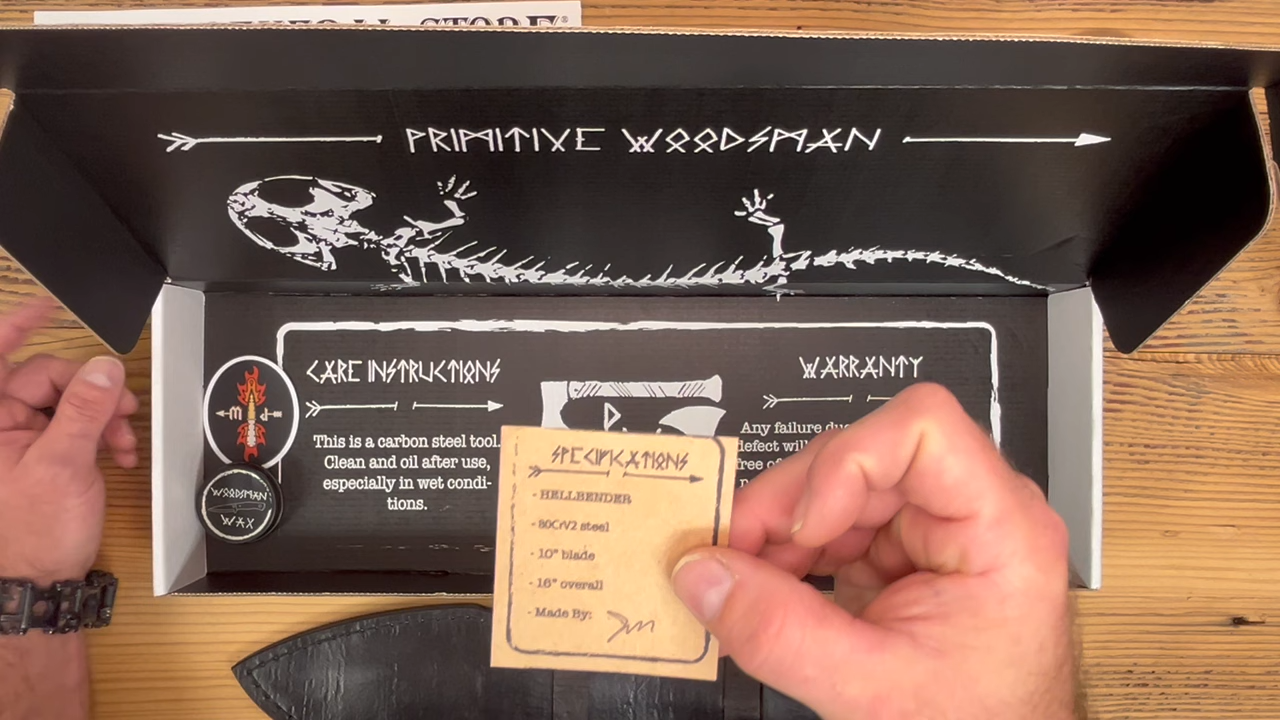 GENERAL STORE®
PRIMITIVE WOODSMAN
CARE INSTRUCTIONS
This is a carbon steel tool.
Clean and oil after use,
especially in wet condi-
tions.
WARRANTY
Any failure
defect will
free of
M
WOODSMAN
WAX
SPECIFICATIONS
- HELLBENDER
- 80CrV2 steel
- 10" blade
- 16" overall
- Made By: